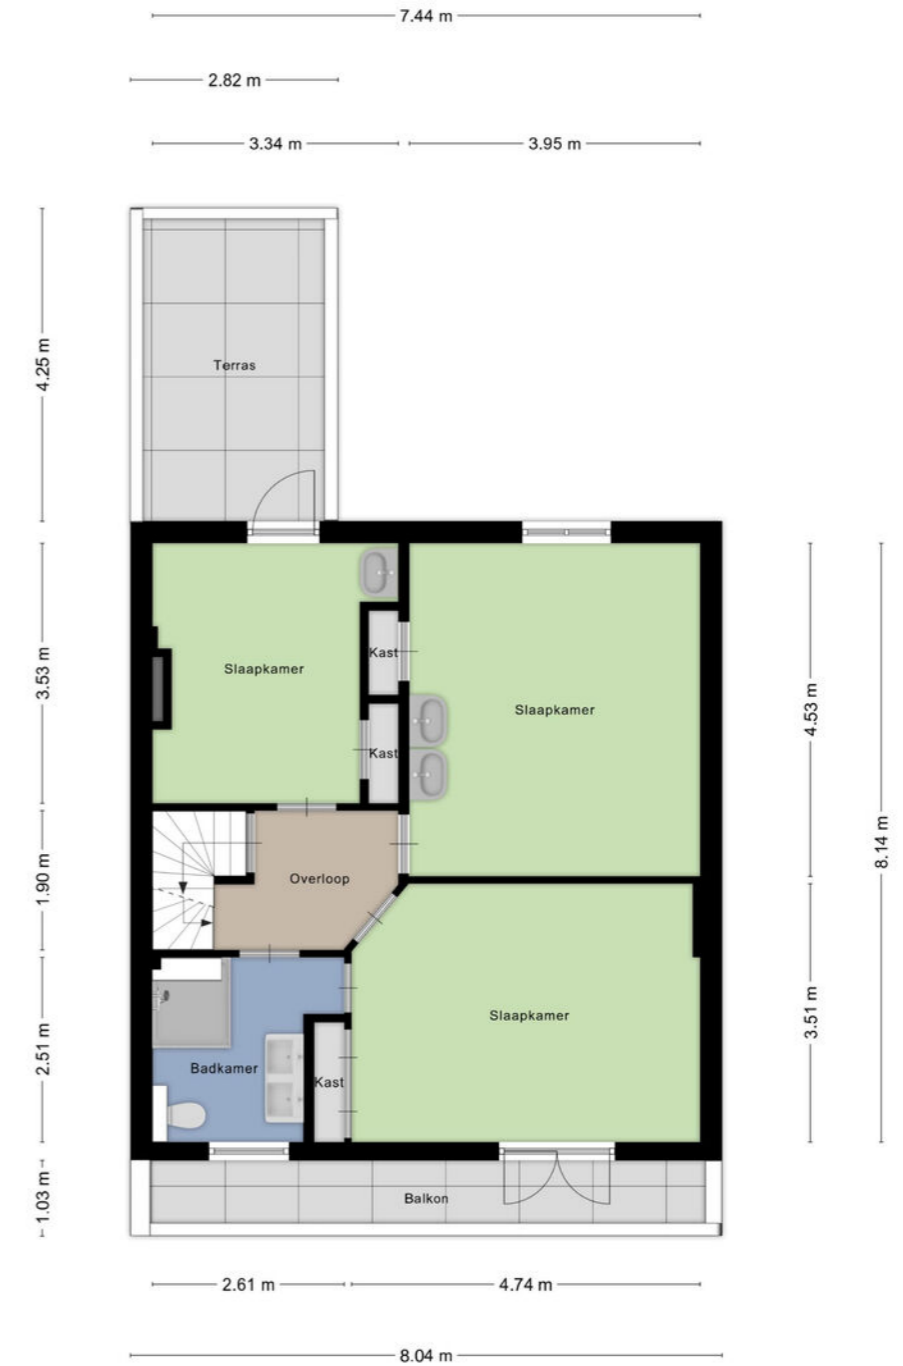 7.44 m
2.82 m
3.34 m
3.95 m
4.25 m
Terras
3.53 m
Slaapkamer
Kast
Slaapkamer
4.53 m
Kast
8.14 m
1.90 m
Overloop
3.51 m
Slaapkamer
2.51 m
Badkamer
Kast
1.03 m
Balkon
2.61 m
4.74 m
8.04 m